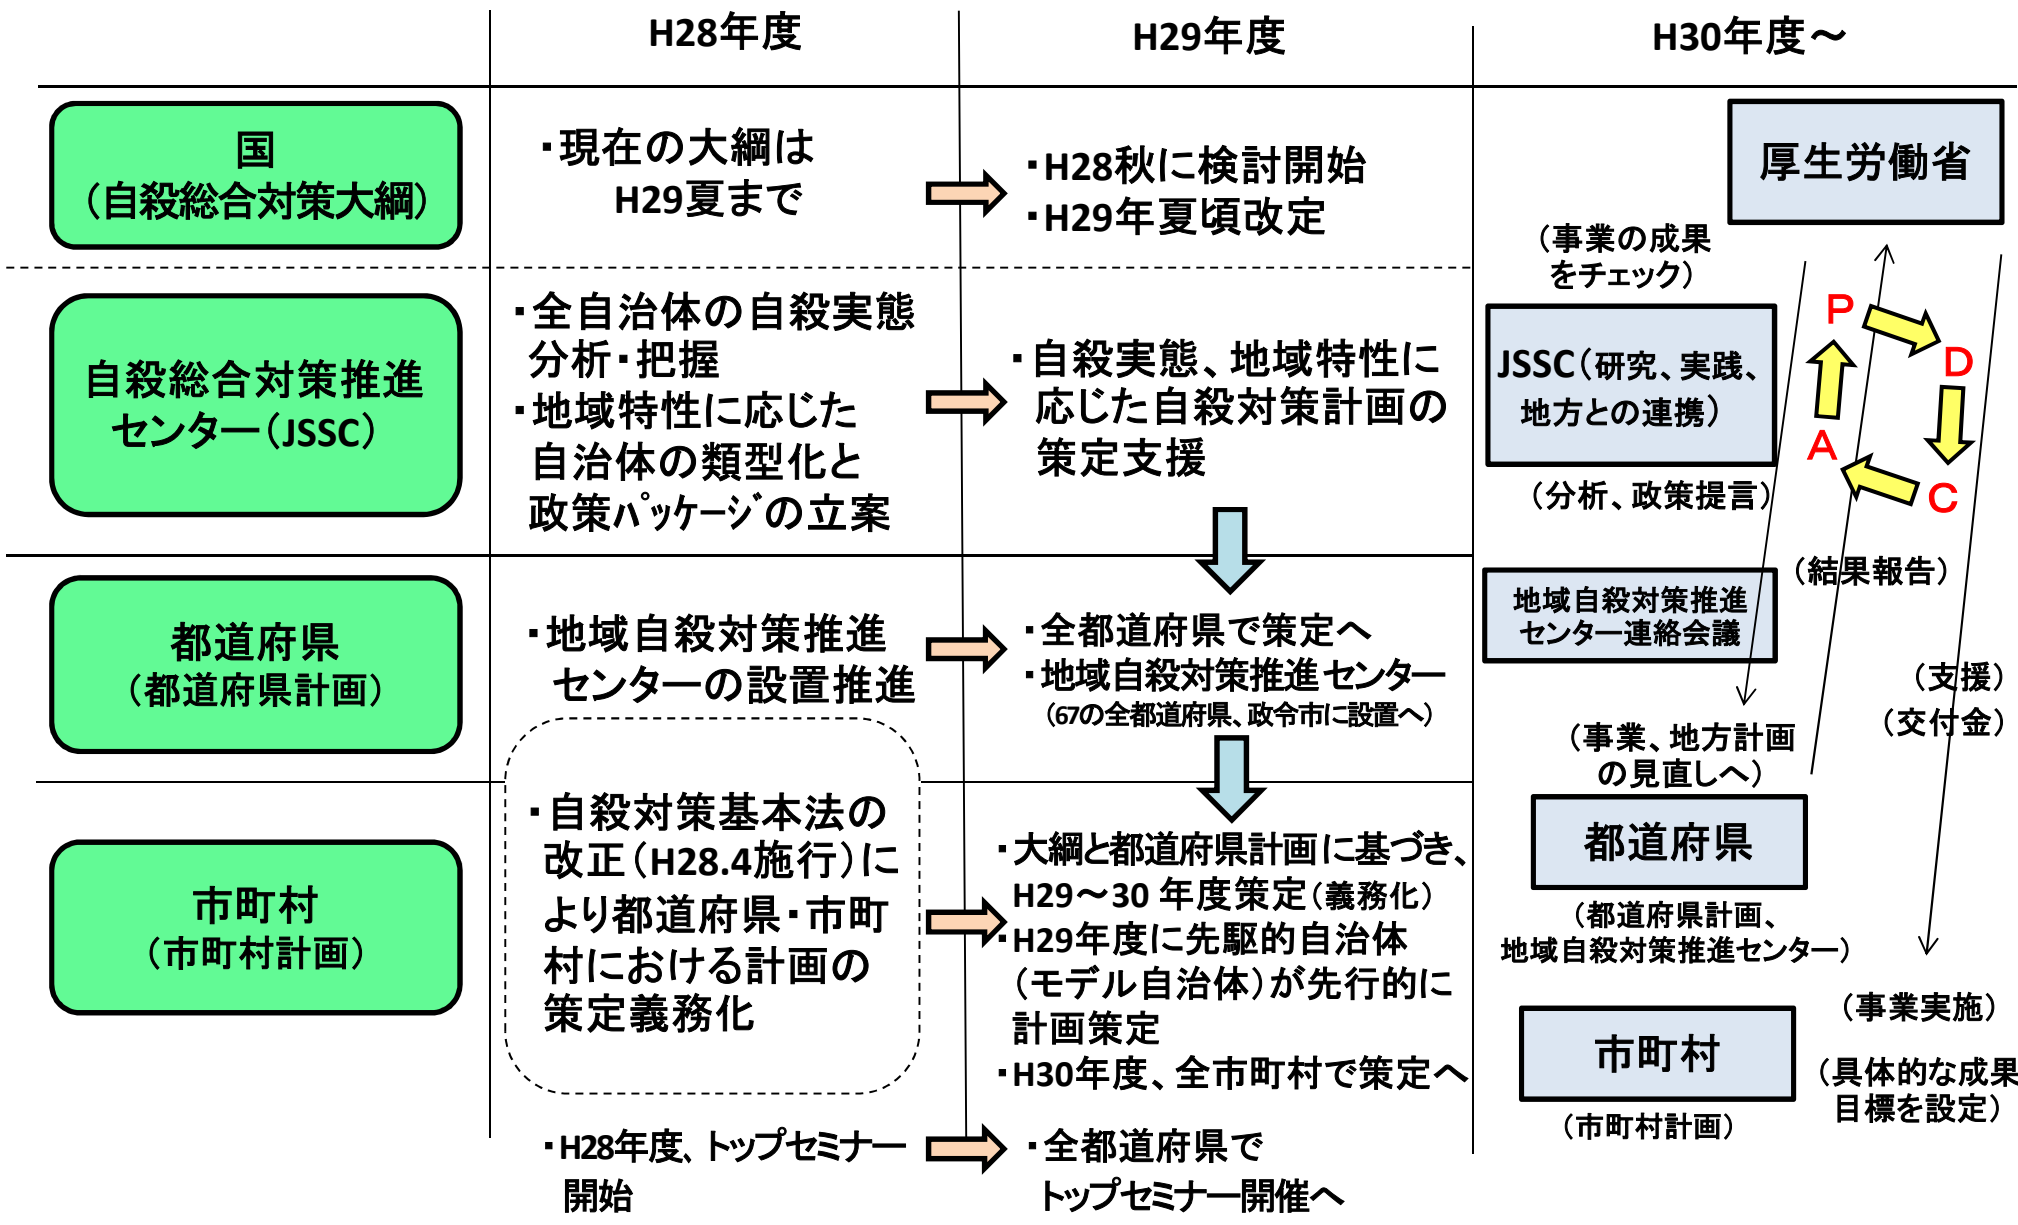 H28年度
H29年度
H30年度～
国
（自殺総合対策大綱）
・現在の大綱は
H29夏まで
・H28秋に検討開始
・H29年夏頃改定
自殺総合対策推進
センター（JSSC）
・全自治体の自殺実態
分析・把握
・地域特性に応じた
自治体の類型化と
政策ﾊﾟｯｹｰｼﾞの立案
・自殺実態、地域特性に
応じた自殺対策計画の
策定支援
都道府県
（都道府県計画）
・地域自殺対策推進
センターの設置推進
・全都道府県で策定へ
・地域自殺対策推進センター
（67の全都道府県、政令市に設置へ）
市町村
（市町村計画）
・自殺対策基本法の
改正（H28.4施行）に
より都道府県・市町
村における計画の
策定義務化
・大綱と都道府県計画に基づき、
H29～30 年度策定（義務化）
・H29年度に先駆的自治体
（モデル自治体）が先行的に
計画策定
・H30年度、全市町村で策定へ
・H28年度、トップセミナー
開始
・全都道府県で
トップセミナー開催へ
厚生労働省
（事業の成果
をチェック）
JSSC（研究、実践、
地方との連携）
（分析、政策提言）
P
D
C
A
（結果報告）
地域自殺対策推進
センター連絡会議
（支援）
（交付金）
（事業、地方計画
の見直しへ）
都道府県
（都道府県計画、
地域自殺対策推進センター）
（事業実施）
市町村
（具体的な成果
目標を設定）
（市町村計画）